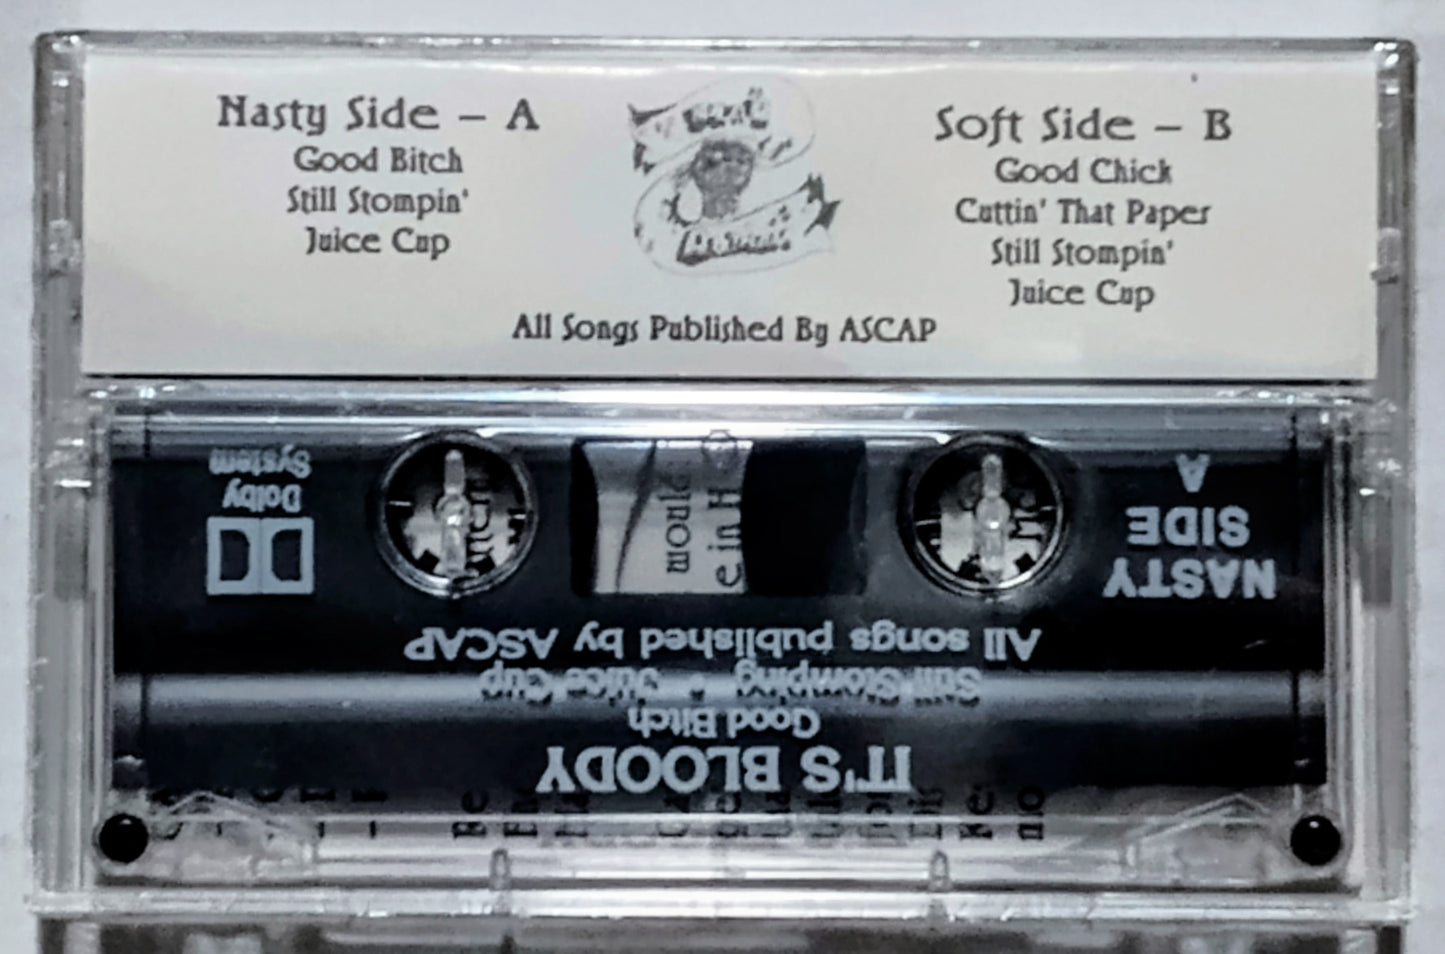 Nasty Side – A
Good Bitch
Still Stompin'
Juice Cup
Soft Side – B
Good Chick
Cuttin' That Paper
Still Stompin'
Juice Cup
All Songs Published By ASCAP
IT'S BLOODY
Good Bitch
Still Stomping • Juice Cup
All songs published by ASCAP
NASTY
SIDE
A
Dolby
System
would
e in H